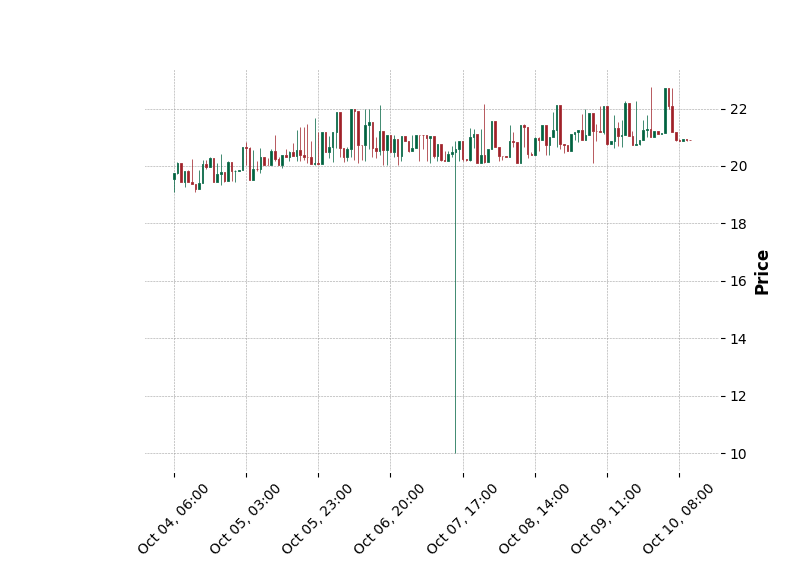 22
20
18
16
14
12
10
Price
Oct 04, 06:00
Oct 05, 03:00
Oct 05, 23:00
Oct 06, 20:00
Oct 07, 17:00
Oct 08, 14:00
Oct 09, 11:00
Oct 10, 08:00